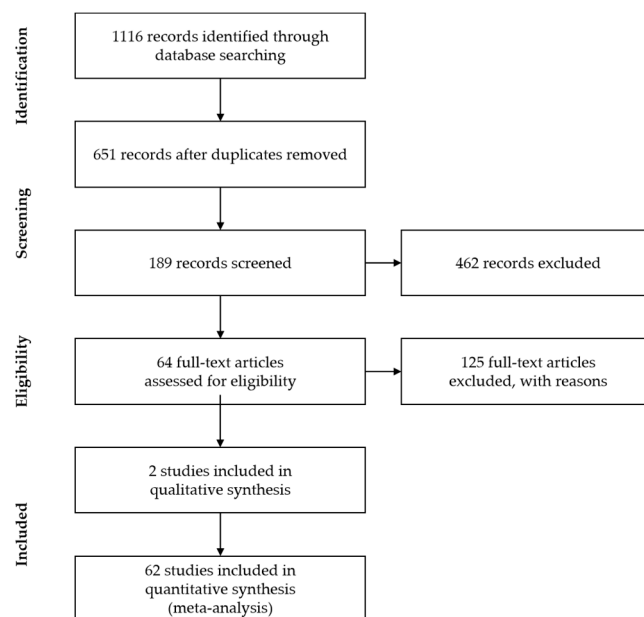 Identification
1116 records identified through
database searching
651 records after duplicates removed
Screening
189 records screened
462 records excluded
Eligibility
64 full-text articles
assessed for eligibility
125 full-text articles
excluded, with reasons
Included
2 studies included in
qualitative synthesis
62 studies included in
quantitative synthesis
(meta-analysis)